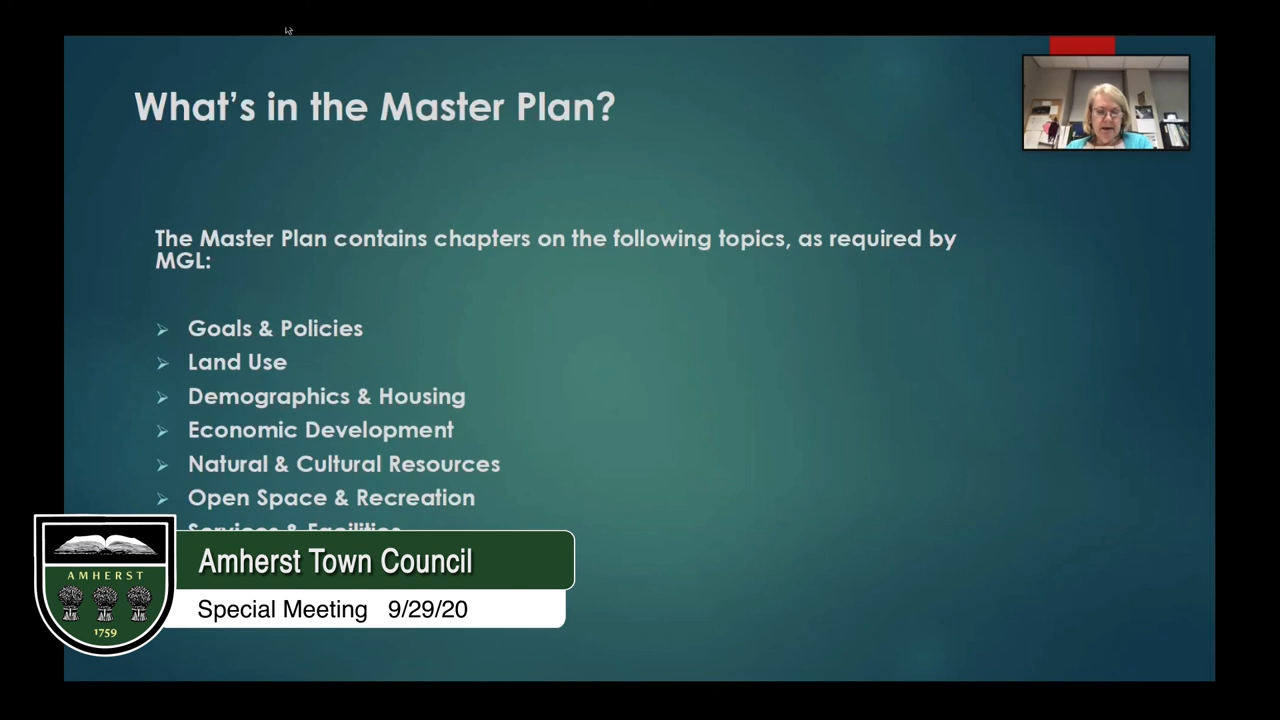 What's in the Master Plan?
The Master Plan contains chapters on the following topics, as required by
MGL:
Goals & Policies
Land Use
Demographics & Housing
Economic Development
Natural & Cultural Resources
Open Space & Recreation
Services & Facilities
Amherst Town Council
Special Meeting 9/29/20
AMHERST
1759